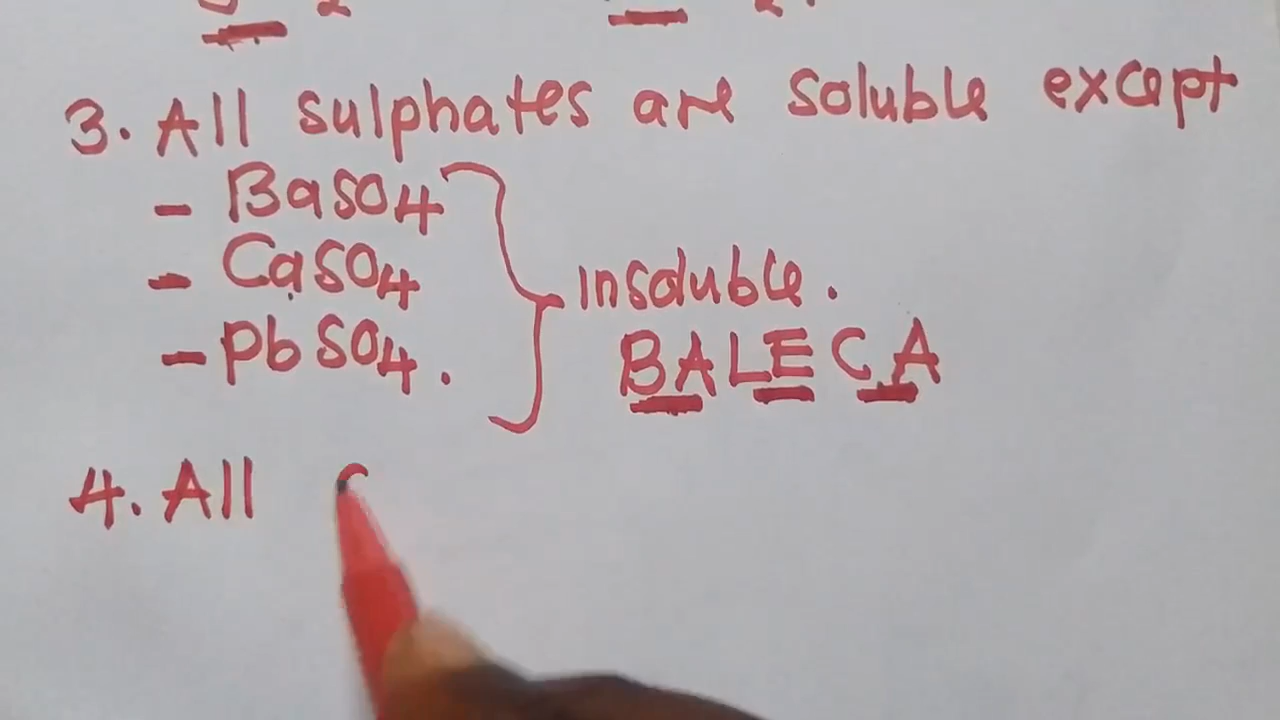 3. All sulphates are soluble except
- BaSO4
- CaSO4
- PbSO4.
insoluble.
BALECA
4. All